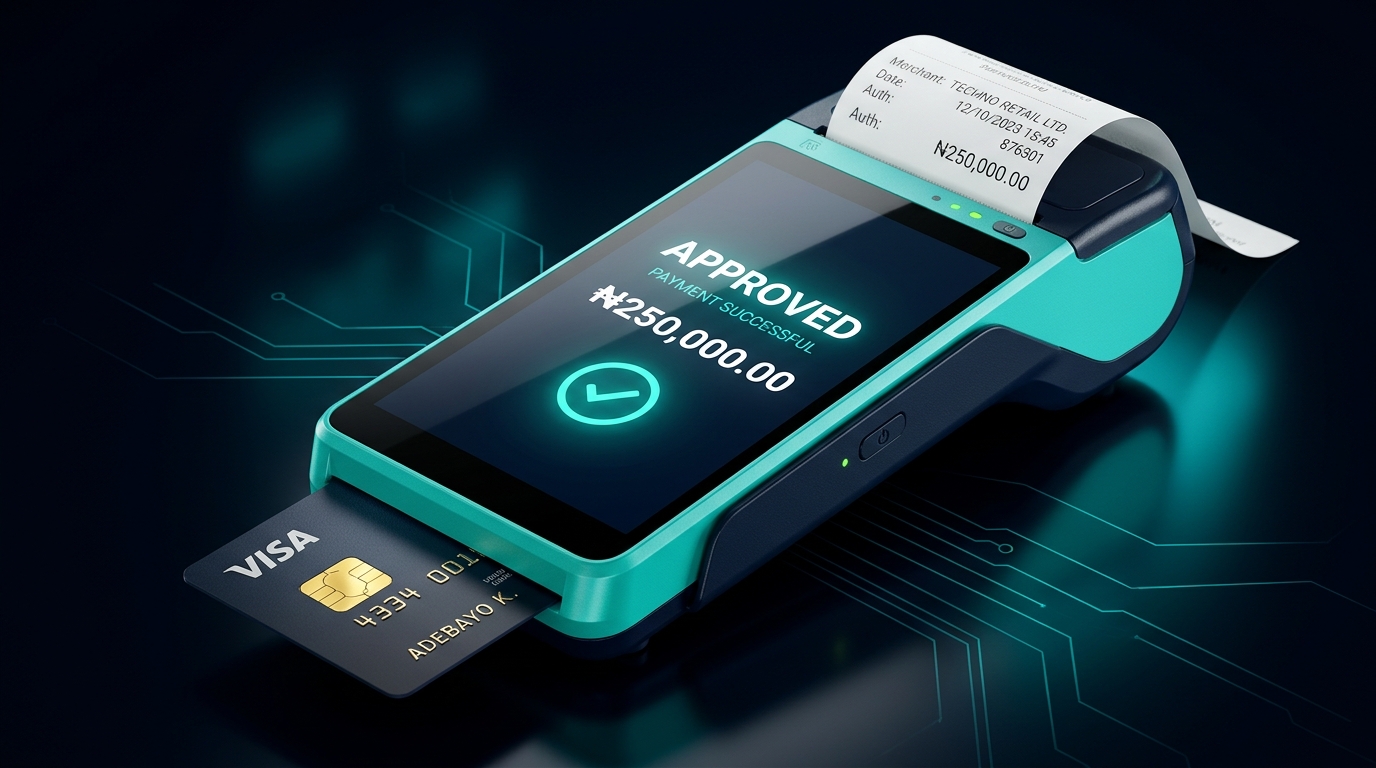 Merchant: TECHNO RETAIL LTD.
Date: 12/10/2023 15:45
Auth: 876901
Auth:
₦250,000.00
APPROVED
PAYMENT SUCCESSFUL
₦250,000.00
VISA
4334 001
ADEBAYO K.